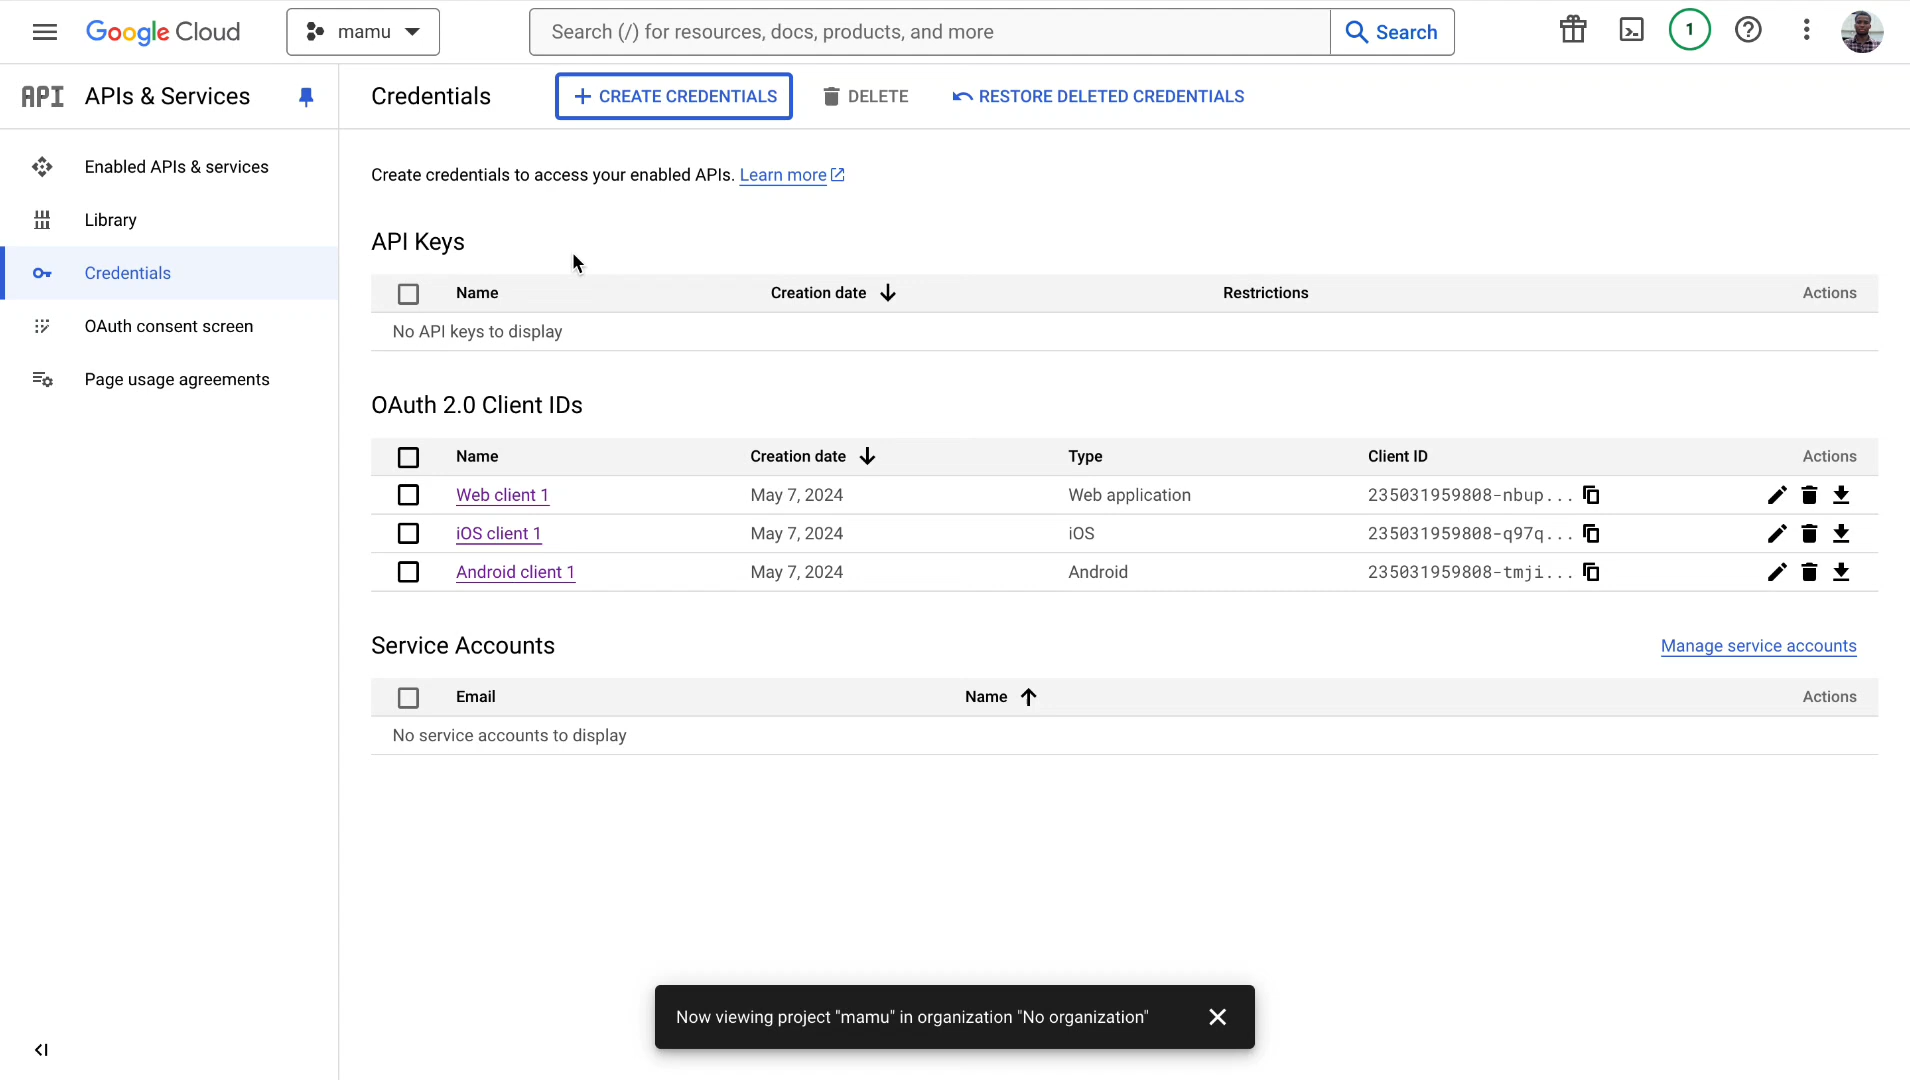 Google Cloud
mamu
Search (/) for resources, docs, products, and more
Search
1
API
APIs & Services
Credentials
CREATE CREDENTIALS
DELETE
RESTORE DELETED CREDENTIALS
Enabled APIs & services
Library
Credentials
OAuth consent screen
Page usage agreements
Create credentials to access your enabled APIs. Learn more
API Keys
Name Creation date Restrictions Actions
No API keys to display
OAuth 2.0 Client IDs
Name Creation date Type Client ID Actions
Web client 1 May 7, 2024 Web application 235031959808-nbup...
iOS client 1 May 7, 2024 iOS 235031959808-q97q...
Android client 1 May 7, 2024 Android 235031959808-tmji...
Service Accounts
Manage service accounts
Email Name Actions
No service accounts to display
Now viewing project "mamu" in organization "No organization"